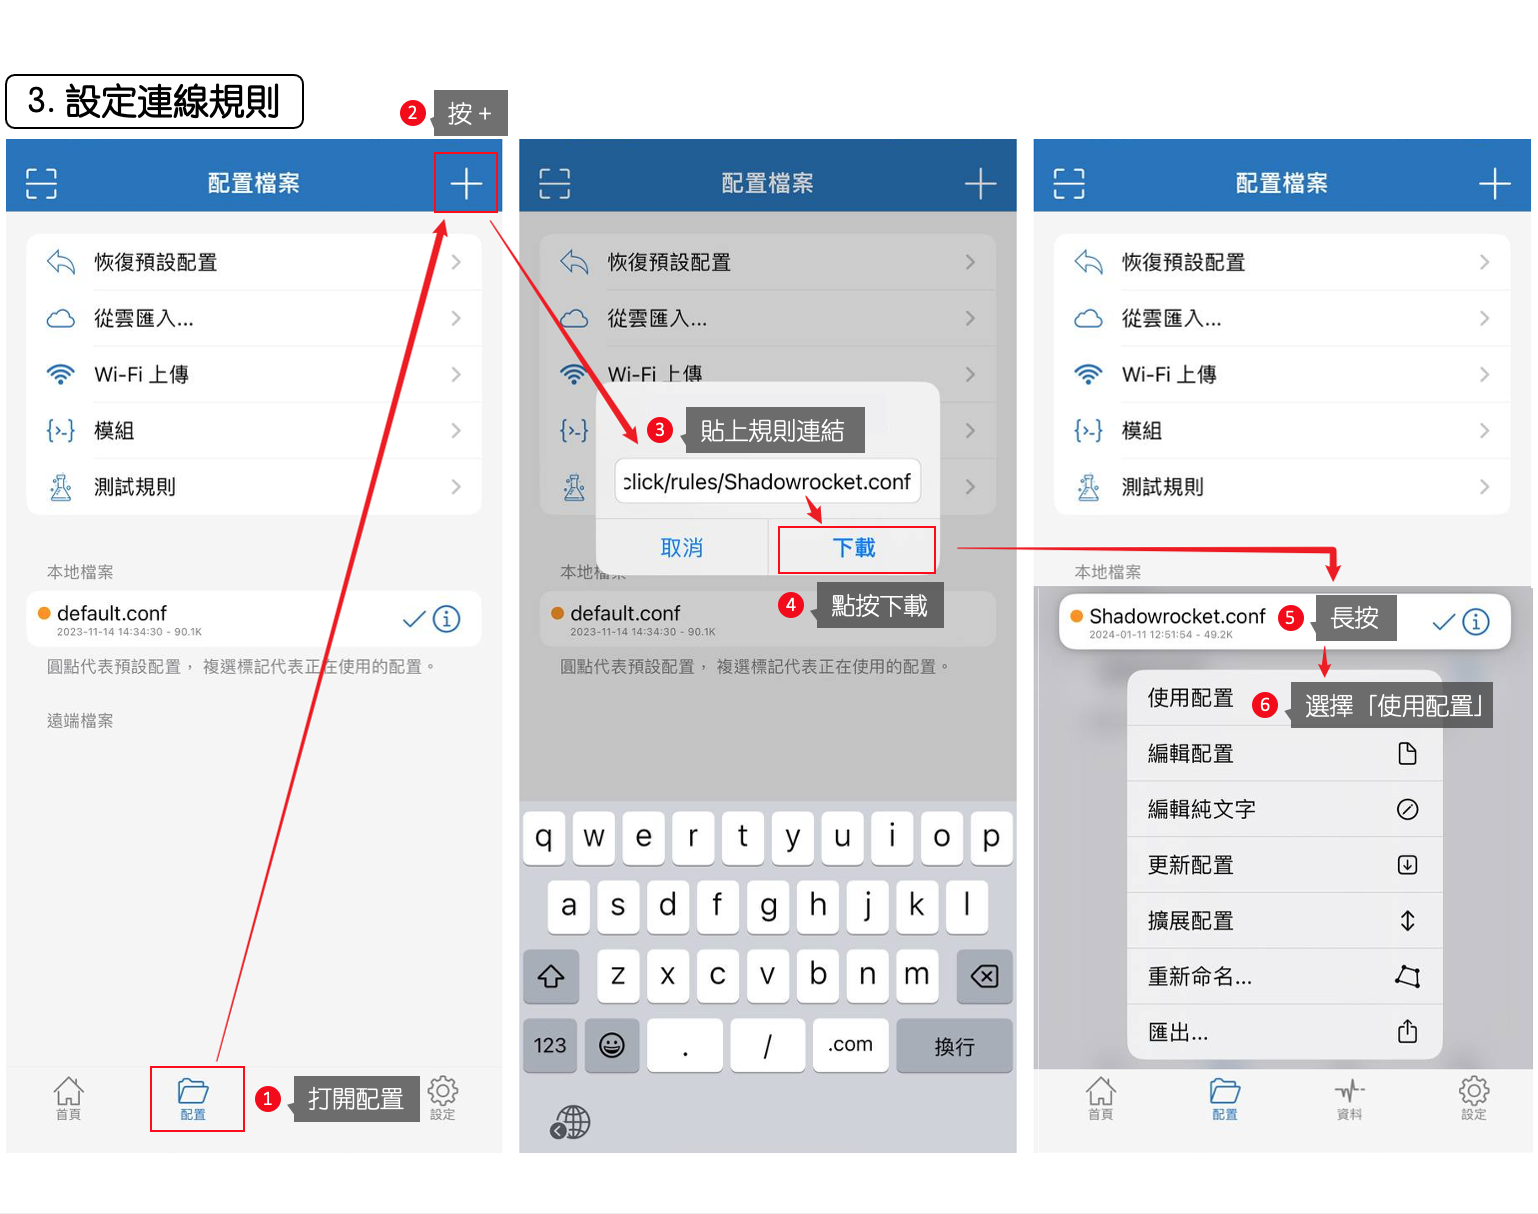 3. 設定連線規則
2
按 +
配置檔案
恢復預設配置
從雲匯入...
Wi-Fi 上傳
模組
測試規則
本地檔案
default.conf
2023-11-14 14:34:30 - 90.1K
圓點代表預設配置， 複選標記代表正在使用的配置。
遠端檔案
首頁
配置
1
打開配置
設定
配置檔案
恢復預設配置
從雲匯入...
Wi-Fi 上傳
3
貼上規則連結
click/rules/Shadowrocket.conf
取消
下載
本地檔案
4
點按下載
default.conf
2023-11-14 14:34:30 - 90.1K
圓點代表預設配置， 複選標記代表正在使用的配置。
q w e r t y u i o p
a s d f g h j k l
z x c v b n m
123 . / .com 換行
配置檔案
恢復預設配置
從雲匯入...
Wi-Fi 上傳
模組
測試規則
本地檔案
Shadowrocket.conf
2024-01-11 12:51:54 - 49.2K
5
長按
使用配置
6
選擇「使用配置」
編輯配置
編輯純文字
更新配置
擴展配置
重新命名...
匯出...
首頁
配置
資料
設定